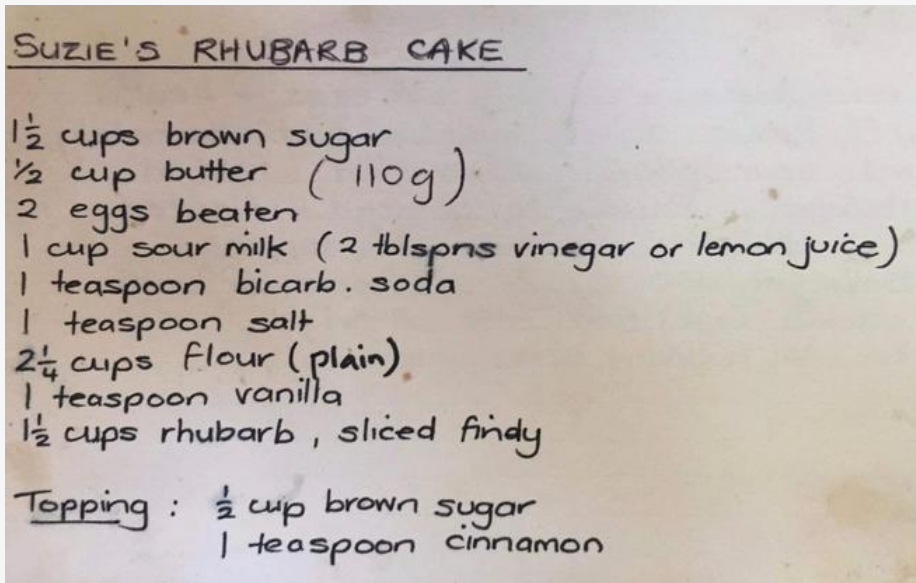 SUZIE'S RHUBARB CAKE
1½ cups brown sugar
½ cup butter (110g)
2 eggs beaten
1 cup sour milk (2 tblspns vinegar or lemon juice)
1 teaspoon bicarb. soda
1 teaspoon salt
2¼ cups flour (plain)
1 teaspoon vanilla
1½ cups rhubarb, sliced finely
Topping: ½ cup brown sugar
1 teaspoon cinnamon